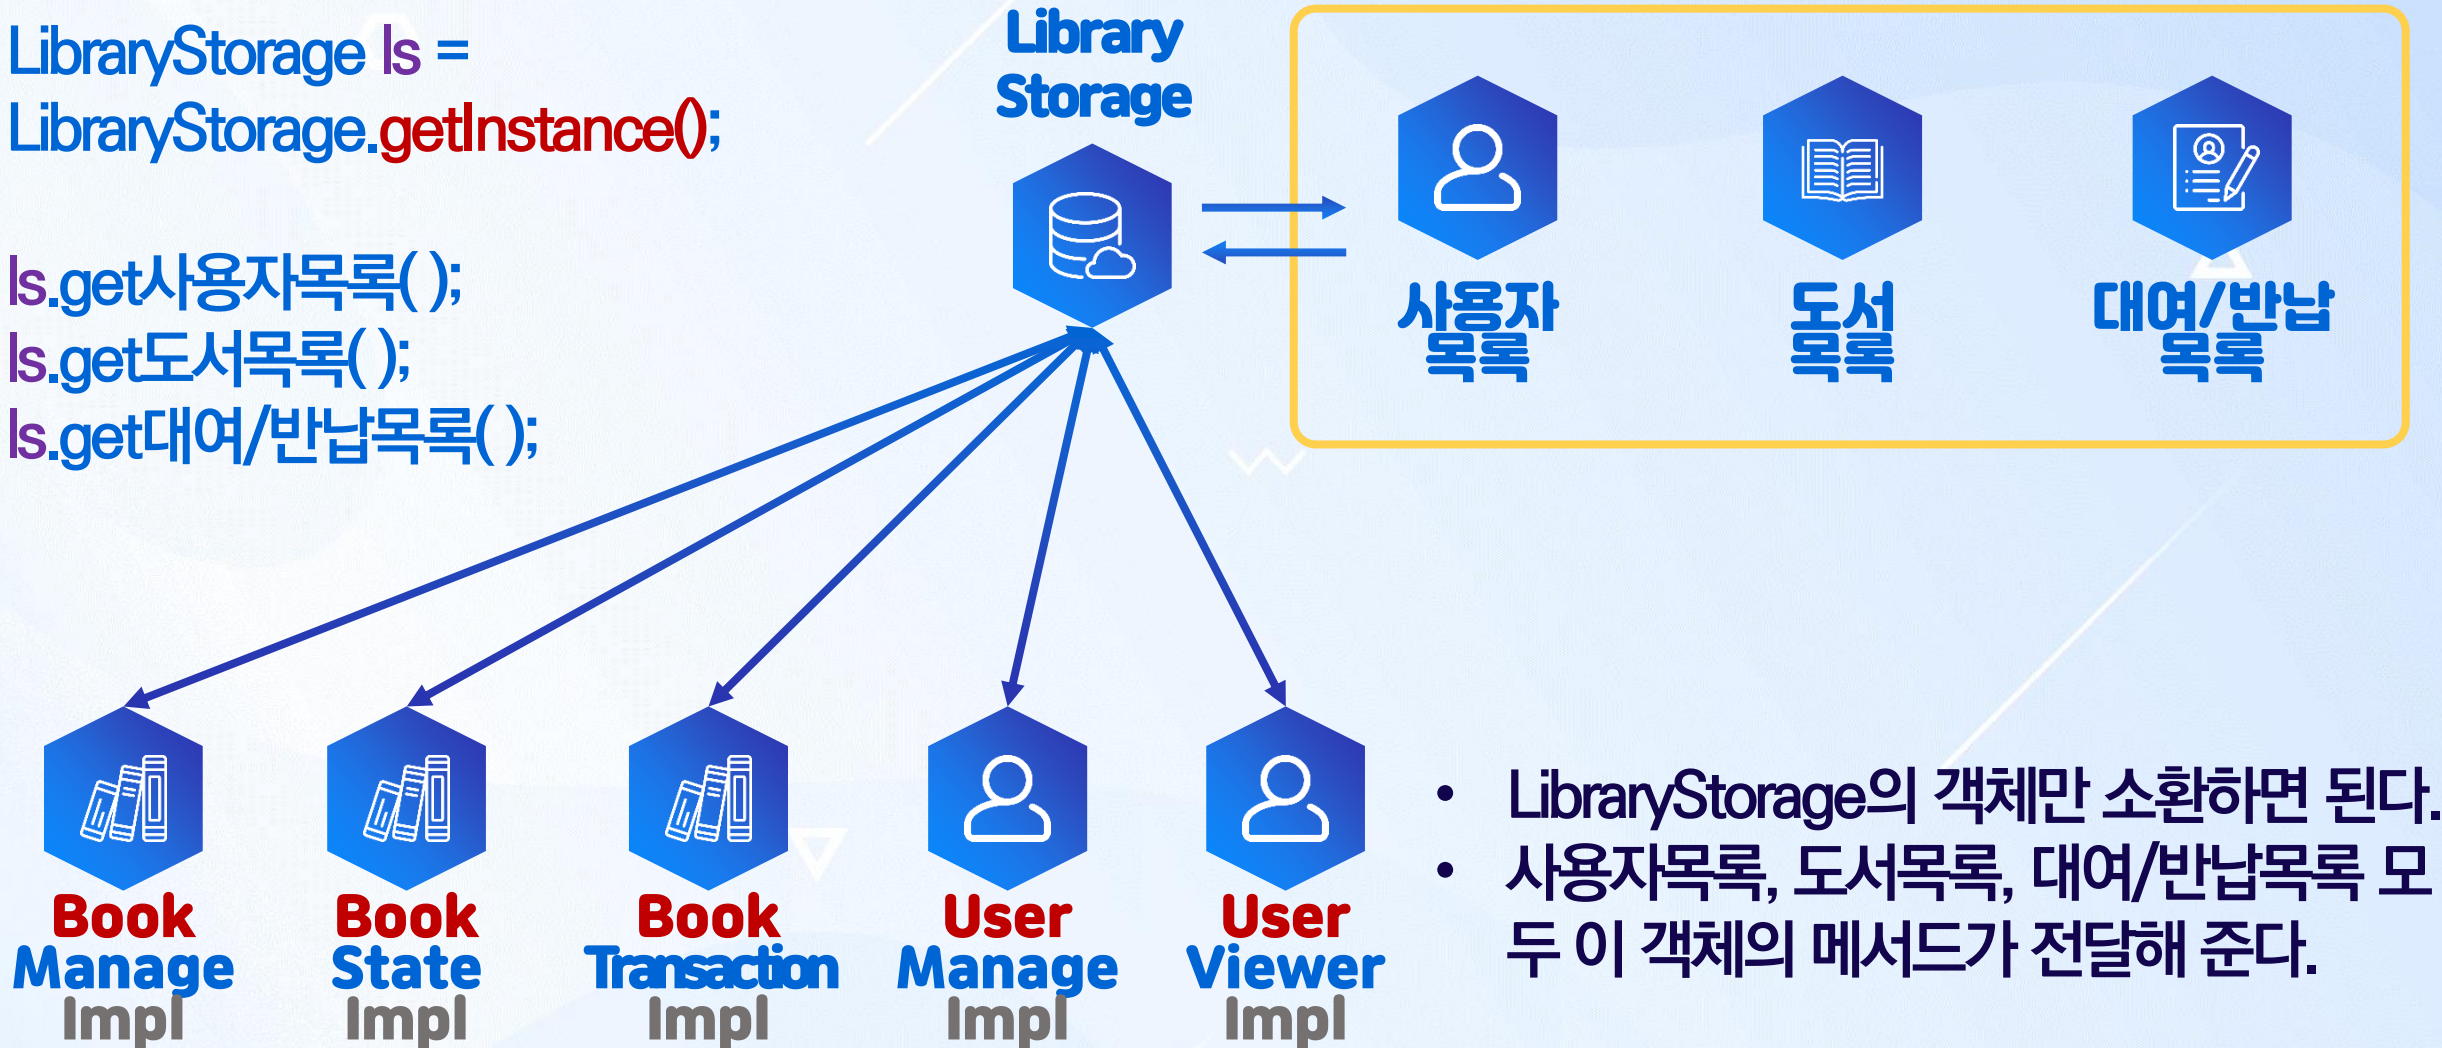 LibraryStorage ls =
LibraryStorage.getInstance();
ls.get사용자목록( );
ls.get도서목록( );
ls.get대여/반납목록( );
Library
Storage
사용자
목록
도서
목록
대여/반납
목록
Book
Manage
Impl
Book
State
Impl
Book
Transaction
Impl
User
Manage
Impl
User
Viewer
Impl
• LibraryStorage의 객체만 소환하면 된다.
• 사용자목록, 도서목록, 대여/반납목록 모
두 이 객체의 메서드가 전달해 준다.